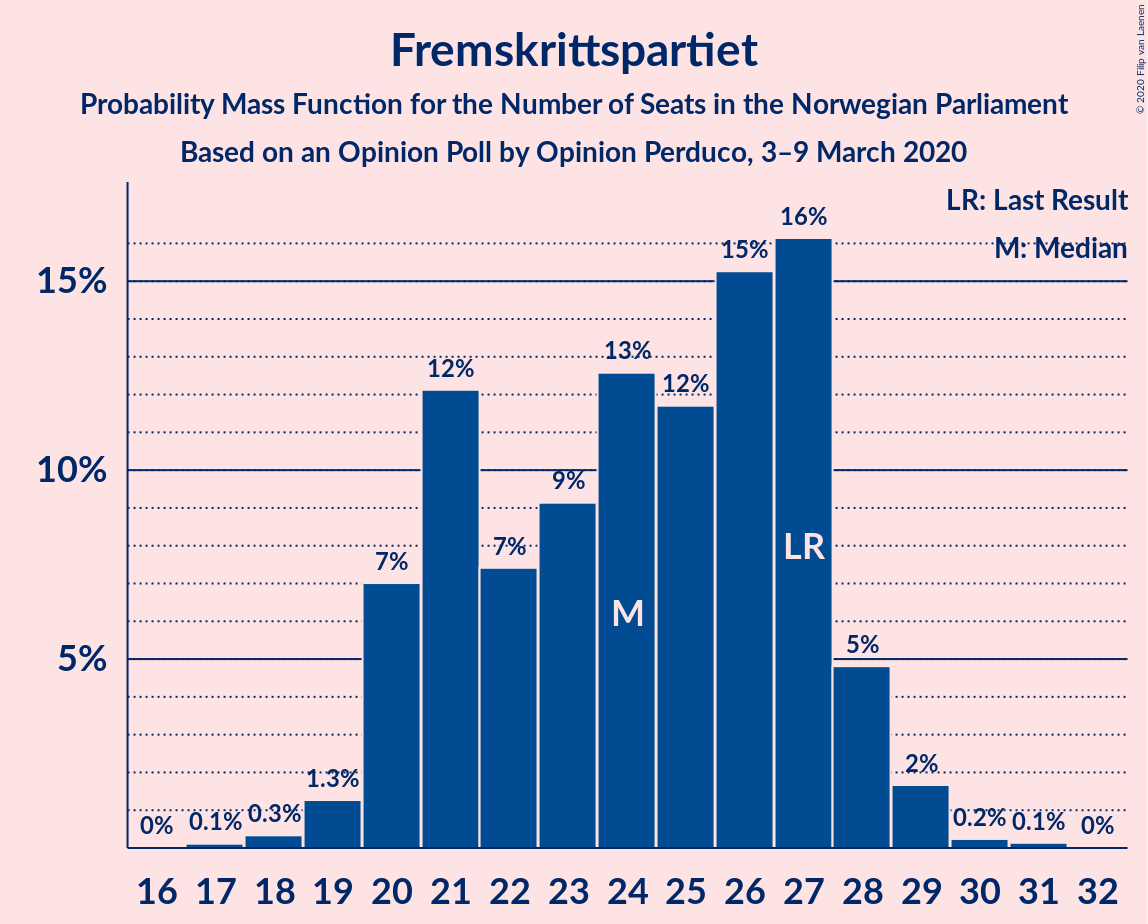 Fremskrittspartiet
Probability Mass Function for the Number of Seats in the Norwegian Parliament
Based on an Opinion Poll by Opinion Perduco, 3–9 March 2020
© 2020 Filip van Laenen
LR: Last Result
M: Median
15%
10%
5%
0% 0.1% 0.3% 1.3% 7% 12% 7% 9% 13% 12% 15% 16% 5% 2% 0.2% 0.1% 0%
M
LR
16 17 18 19 20 21 22 23 24 25 26 27 28 29 30 31 32